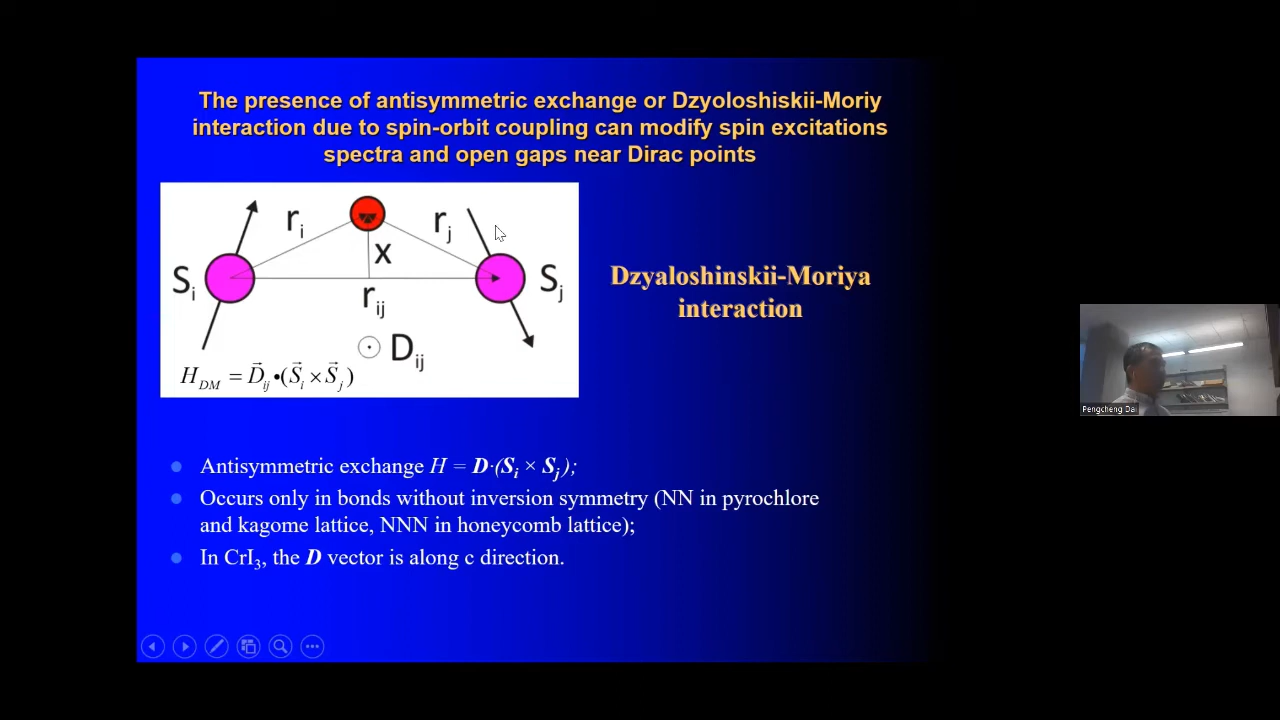 The presence of antisymmetric exchange or Dzyoloshiskii-Moriy
interaction due to spin-orbit coupling can modify spin excitations
spectra and open gaps near Dirac points
r_i
r_j
x
S_i
S_j
r_ij
D_ij
H_DM = D⃗_ij•(S⃗_i × S⃗_j)
Dzyaloshinskii-Moriya
interaction
Antisymmetric exchange H = D·(S_i × S_j);
Occurs only in bonds without inversion symmetry (NN in pyrochlore
and kagome lattice, NNN in honeycomb lattice);
In CrI₃, the D vector is along c direction.
Pengcheng Dai